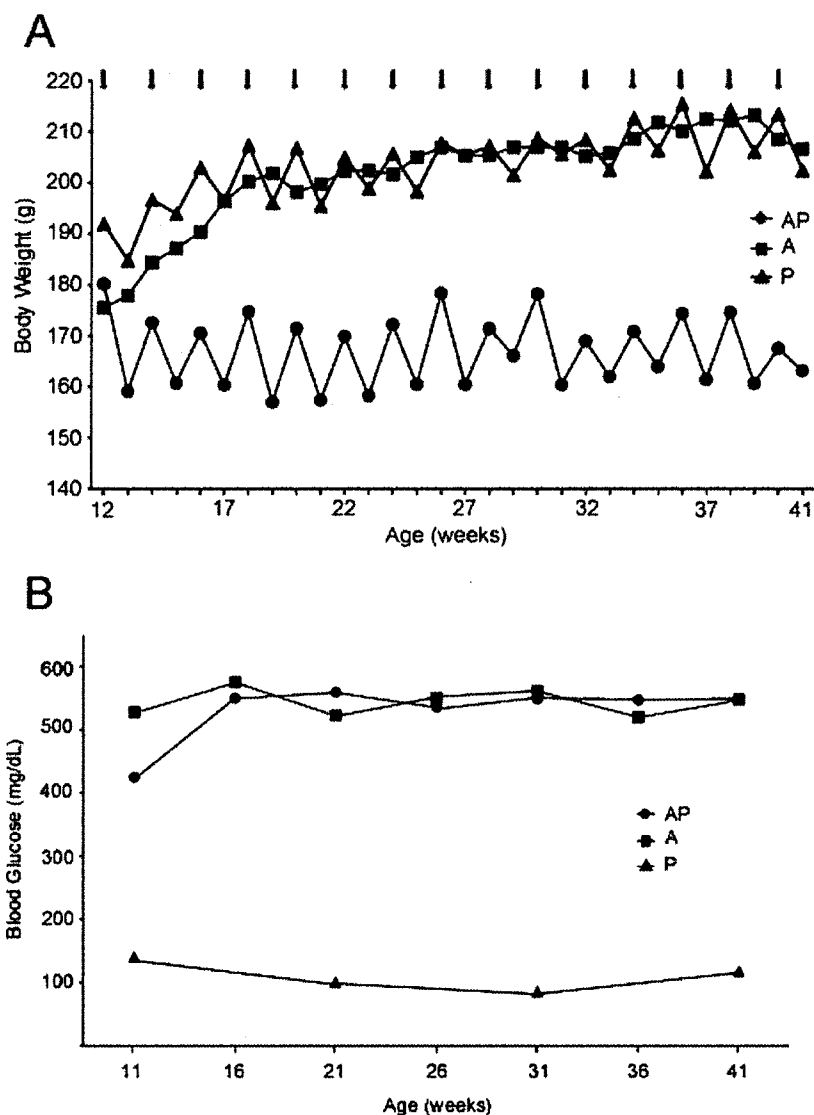 A
220
210
200
190
180
170
160
150
140
Body Weight (g)
AP
A
P
12 17 22 27 32 37 41
Age (weeks)
B
600
500
400
300
200
100
Blood Glucose (mg/dL)
AP
A
P
11 16 21 26 31 36 41
Age (weeks)